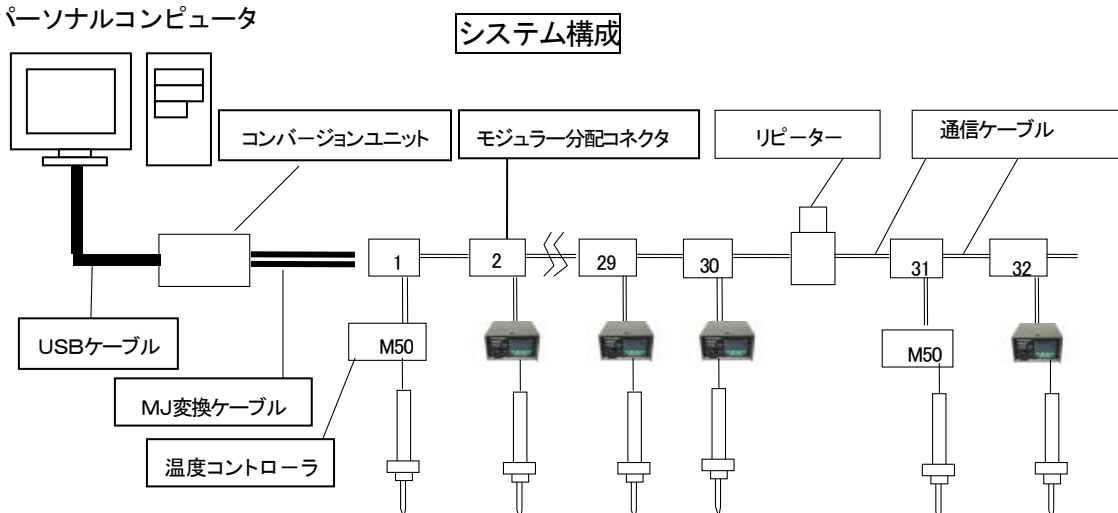 パーソナルコンピュータ
システム構成
コンバージョンユニット
モジュラー分配コネクタ
リピーター
通信ケーブル
1
2
29
30
31
32
USBケーブル
M50
M50
MJ変換ケーブル
温度コントローラ